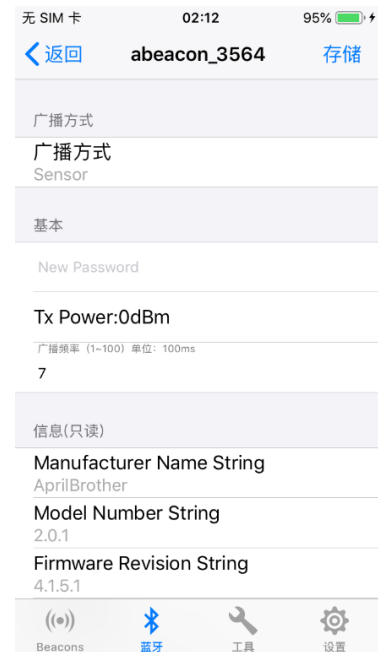 无 SIM 卡 02:12 95%
返回 abeacon_3564 存储
广播方式
广播方式
Sensor
基本
New Password
Tx Power:0dBm
广播频率（1~100）单位：100ms
7
信息(只读)
Manufacturer Name String
AprilBrother
Model Number String
2.0.1
Firmware Revision String
4.1.5.1
Beacons 蓝牙 工具 设置